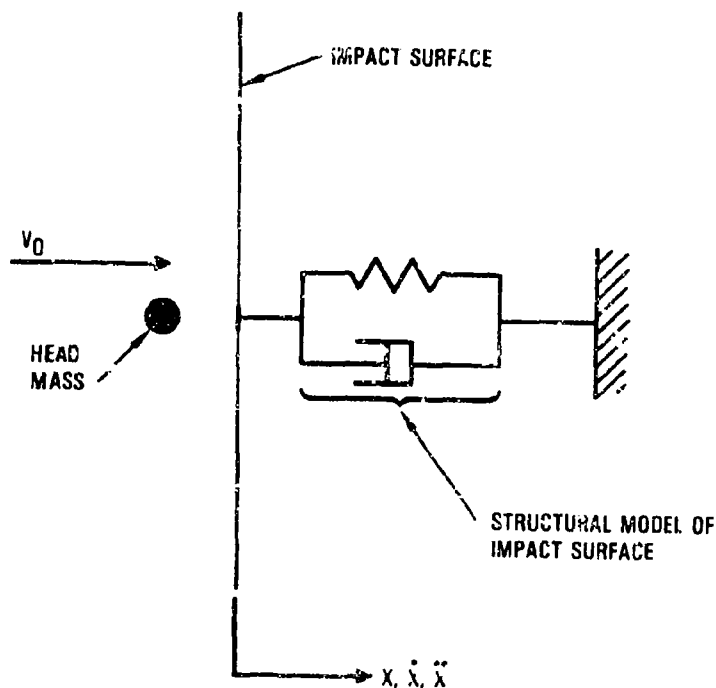 IMPACT SURFACE
V0
HEAD
MASS
STRUCTURAL MODEL OF
IMPACT SURFACE
X, Ẋ, Ẍ